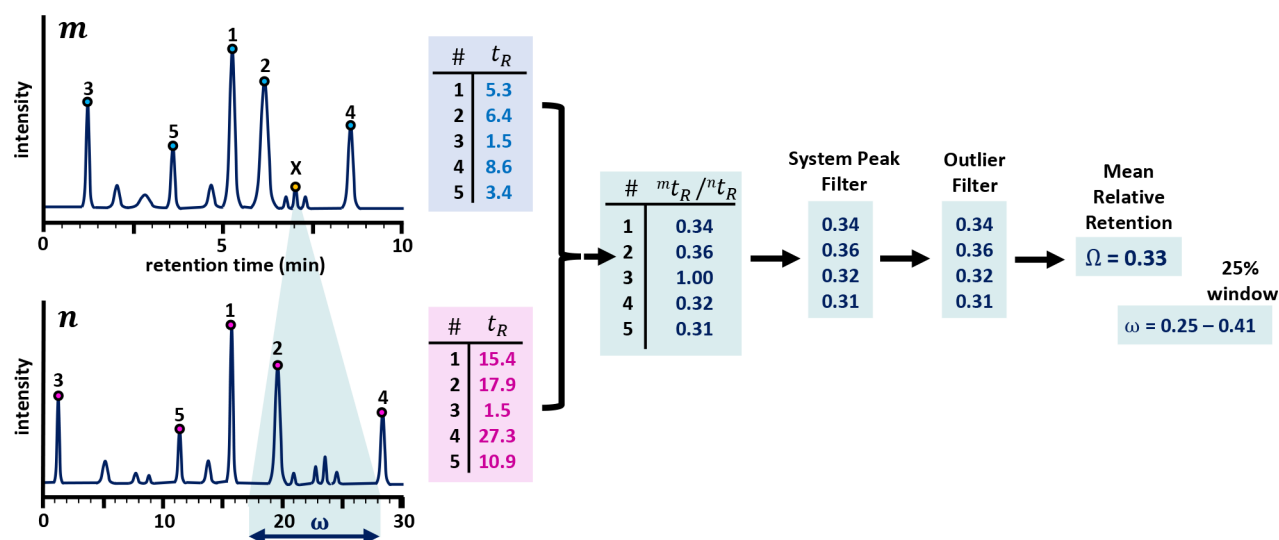 m
intensity
3
5
1
2
X
4
0 5 10
retention time (min)
# tR
1 5.3
2 6.4
3 1.5
4 8.6
5 3.4
n
intensity
3
5
1
2
4
0 10 20 30
ω
# tR
1 15.4
2 17.9
3 1.5
4 27.3
5 10.9
# mtR/ntR
1 0.34
2 0.36
3 1.00
4 0.32
5 0.31
System Peak
Filter
0.34
0.36
0.32
0.31
Outlier
Filter
0.34
0.36
0.32
0.31
Mean
Relative
Retention
Ω = 0.33
25%
window
ω = 0.25 – 0.41